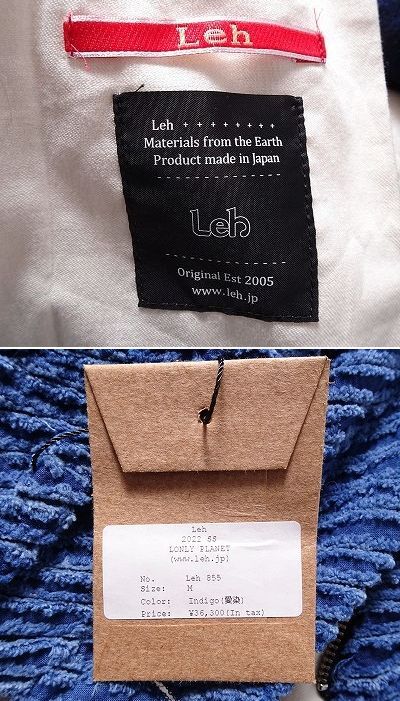 Leh
Leh + + + + + + + +
Materials from the Earth
Product made in Japan
Leh
Original Est 2005
www.leh.jp
Leh
2022 SS
LONLY PLANET
(www.leh.jp)
No. Leh 855
Size: M
Color: Indigo(愛染)
Price: ¥36,300(In tax)